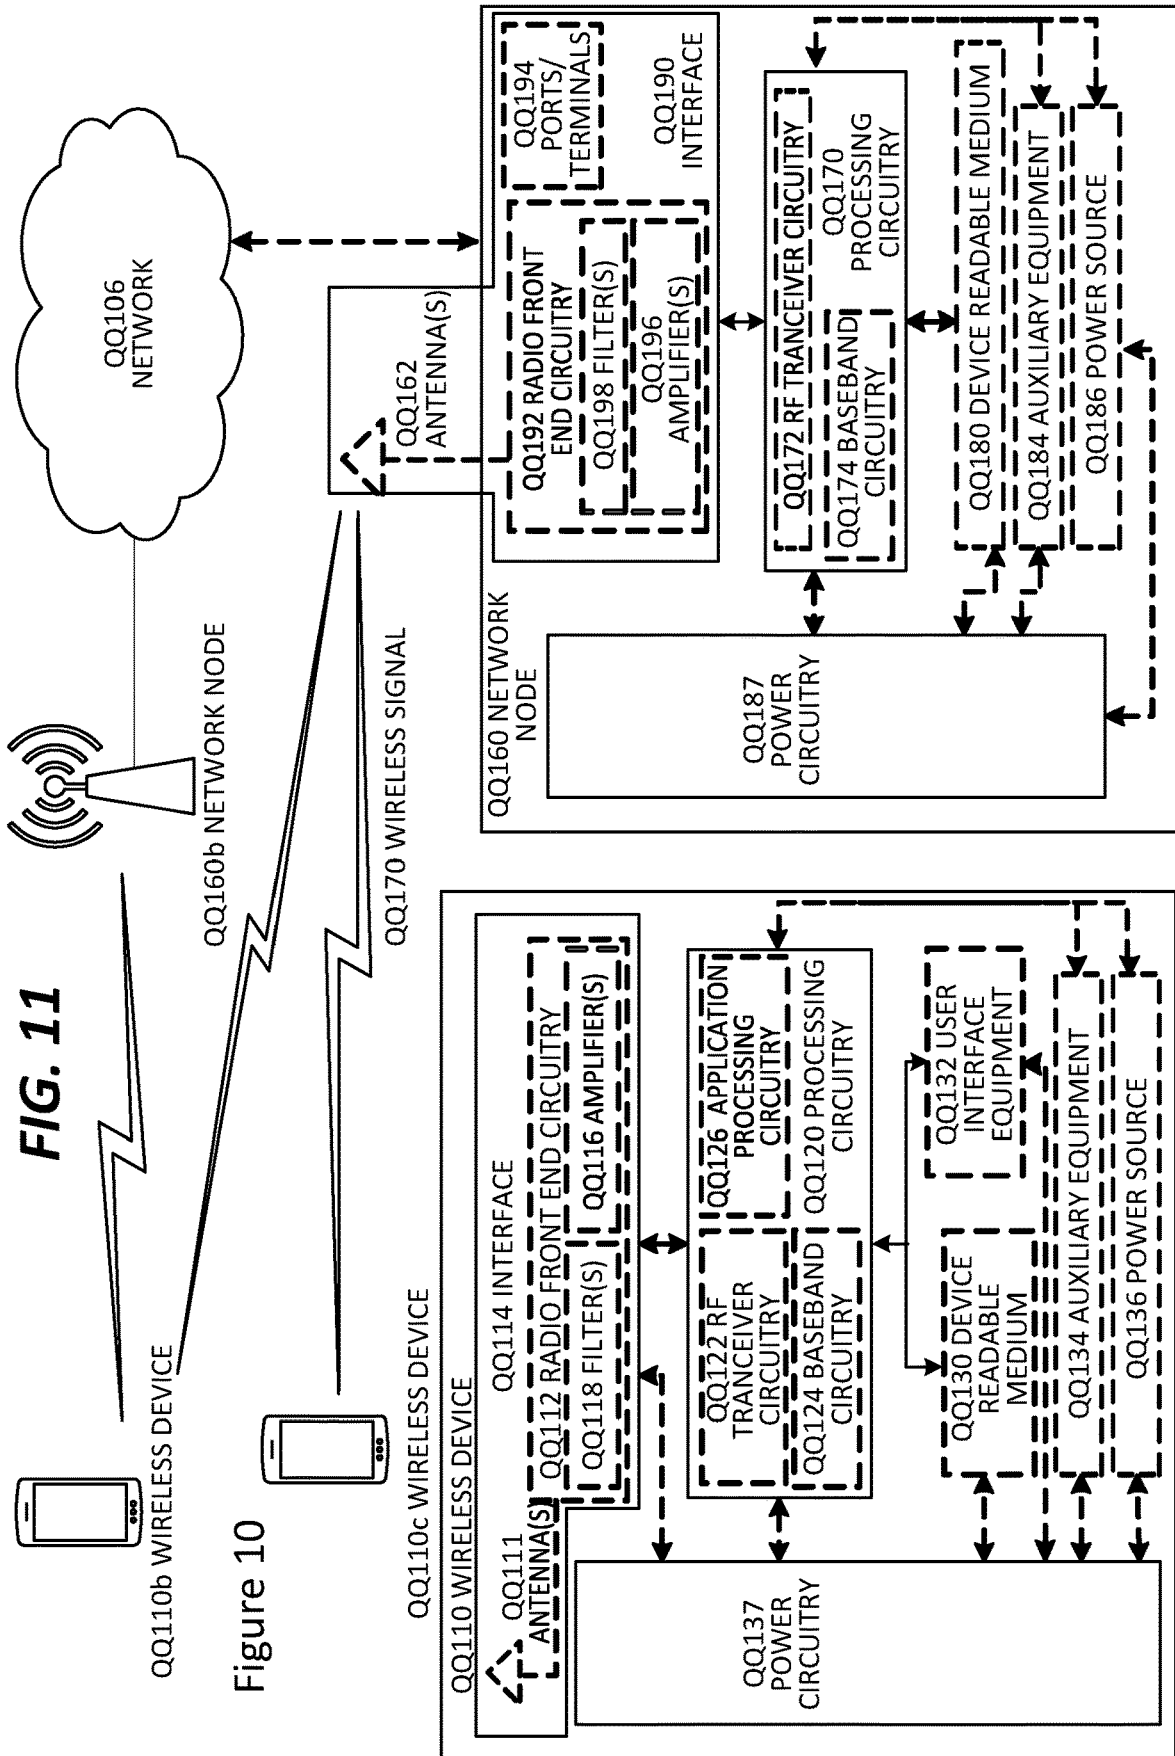 FIG. 11
QQ106
NETWORK
QQ160b NETWORK NODE
QQ110b WIRELESS DEVICE
Figure 10
QQ170 WIRELESS SIGNAL
QQ110c WIRELESS DEVICE
QQ110 WIRELESS DEVICE
QQ114 INTERFACE
QQ111
ANTENNA(S)
QQ112 RADIO FRONT END CIRCUITRY
QQ118 FILTER(S)
QQ116 AMPLIFIER(S)
QQ122 RF
TRANCEIVER
CIRCUITRY
QQ126 APPLICATION
PROCESSING
CIRCUITRY
QQ124 BASEBAND
CIRCUITRY
QQ120 PROCESSING
CIRCUITRY
QQ137
POWER
CIRCUITRY
QQ130 DEVICE
READABLE
MEDIUM
QQ132 USER
INTERFACE
EQUIPMENT
QQ134 AUXILIARY EQUIPMENT
QQ136 POWER SOURCE
QQ160 NETWORK
NODE
QQ162
ANTENNA(S)
QQ192 RADIO FRONT
END CIRCUITRY
QQ198 FILTER(S)
QQ196
AMPLIFIER(S)
QQ194
PORTS/
TERMINALS
QQ190
INTERFACE
QQ172 RF TRANCEIVER CIRCUITRY
QQ174 BASEBAND
CIRCUITRY
QQ170
PROCESSING
CIRCUITRY
QQ187
POWER
CIRCUITRY
QQ180 DEVICE READABLE MEDIUM
QQ184 AUXILIARY EQUIPMENT
QQ186 POWER SOURCE